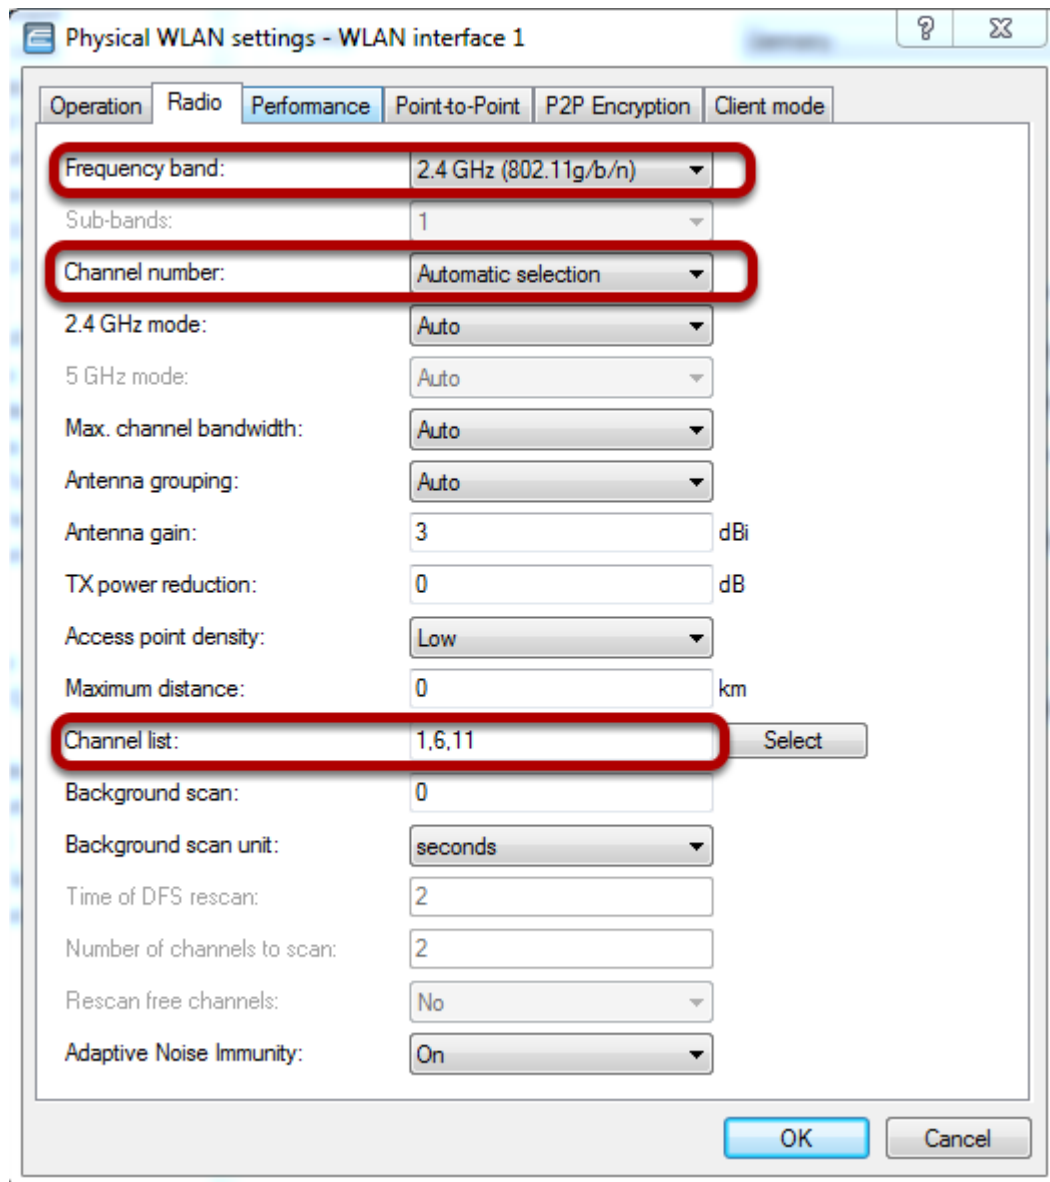 Physical WLAN settings - WLAN interface 1
Operation Radio Performance Point-to-Point P2P Encryption Client mode
Frequency band: 2.4 GHz (802.11g/b/n)
Sub-bands: 1
Channel number: Automatic selection
2.4 GHz mode: Auto
5 GHz mode: Auto
Max. channel bandwidth: Auto
Antenna grouping: Auto
Antenna gain: 3 dBi
TX power reduction: 0 dB
Access point density: Low
Maximum distance: 0 km
Channel list: 1,6,11 Select
Background scan: 0
Background scan unit: seconds
Time of DFS rescan: 2
Number of channels to scan: 2
Rescan free channels: No
Adaptive Noise Immunity: On
OK Cancel